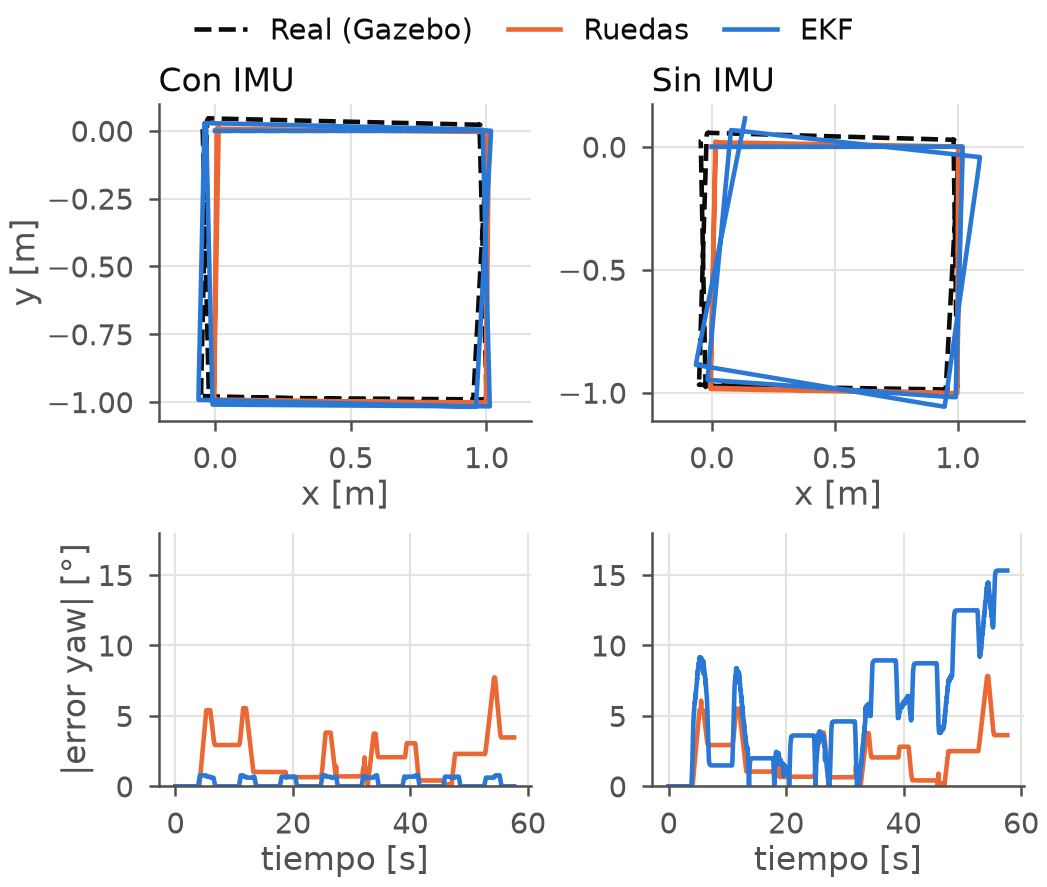 Real (Gazebo) Ruedas EKF
Con IMU
0.00
−0.25
−0.50
−0.75
−1.00
y [m]
0.0 0.5 1.0
x [m]
Sin IMU
0.0
−0.5
−1.0
0.0 0.5 1.0
x [m]
15
10
5
0
|error yaw| [°]
0 20 40 60
tiempo [s]
15
10
5
0
0 20 40 60
tiempo [s]